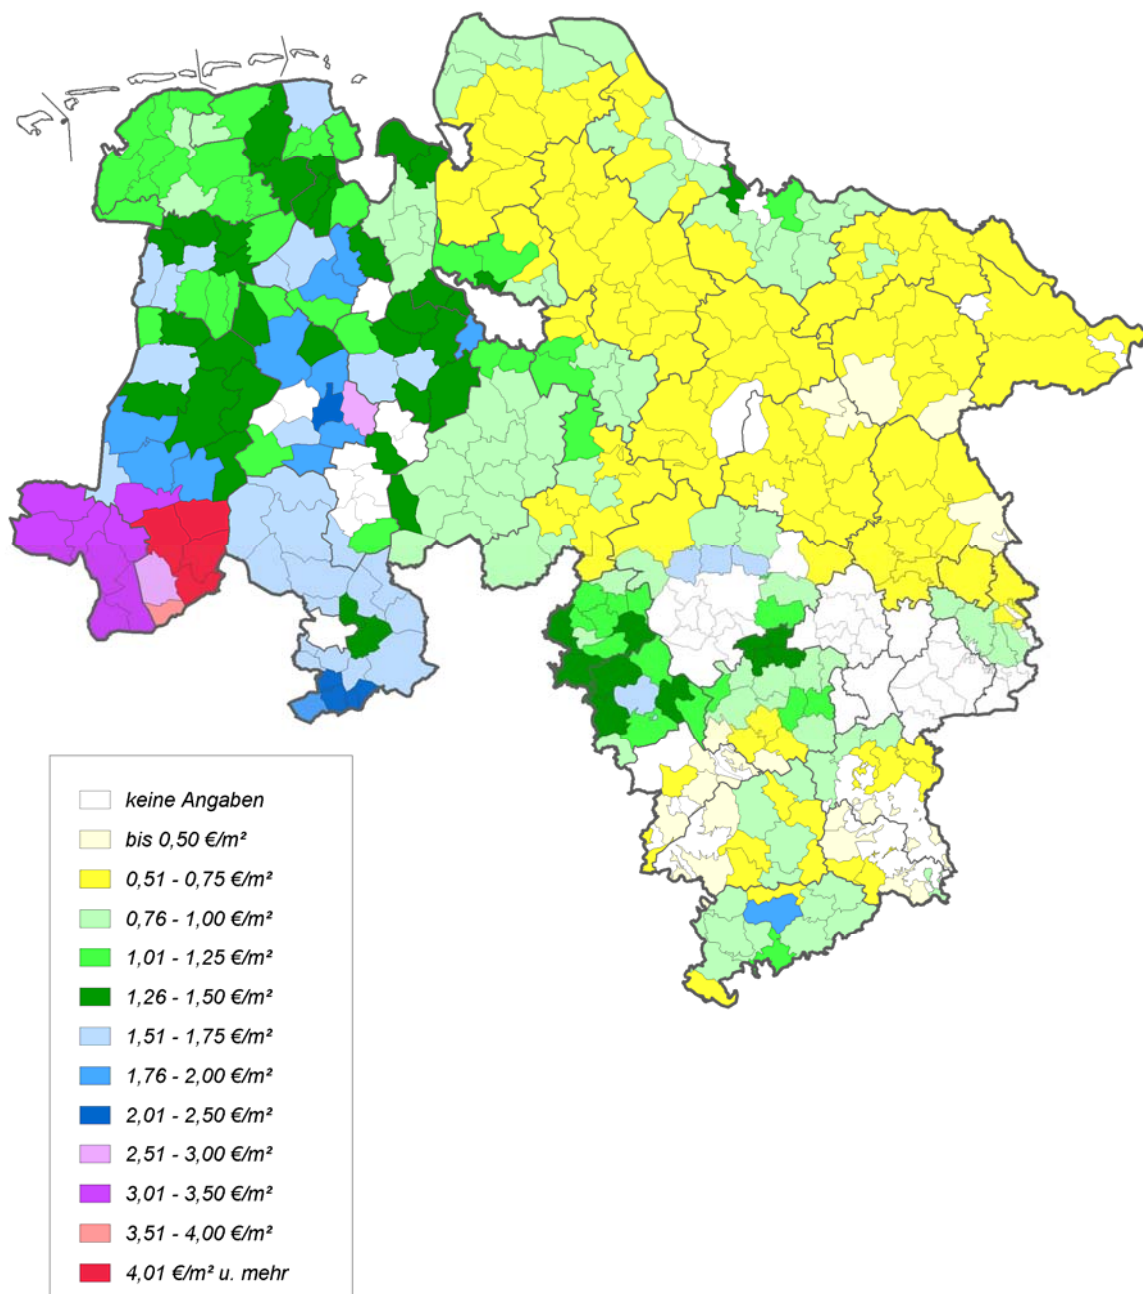 keine Angaben
bis 0,50 €/m²
0,51 - 0,75 €/m²
0,76 - 1,00 €/m²
1,01 - 1,25 €/m²
1,26 - 1,50 €/m²
1,51 - 1,75 €/m²
1,76 - 2,00 €/m²
2,01 - 2,50 €/m²
2,51 - 3,00 €/m²
3,01 - 3,50 €/m²
3,51 - 4,00 €/m²
4,01 €/m² u. mehr